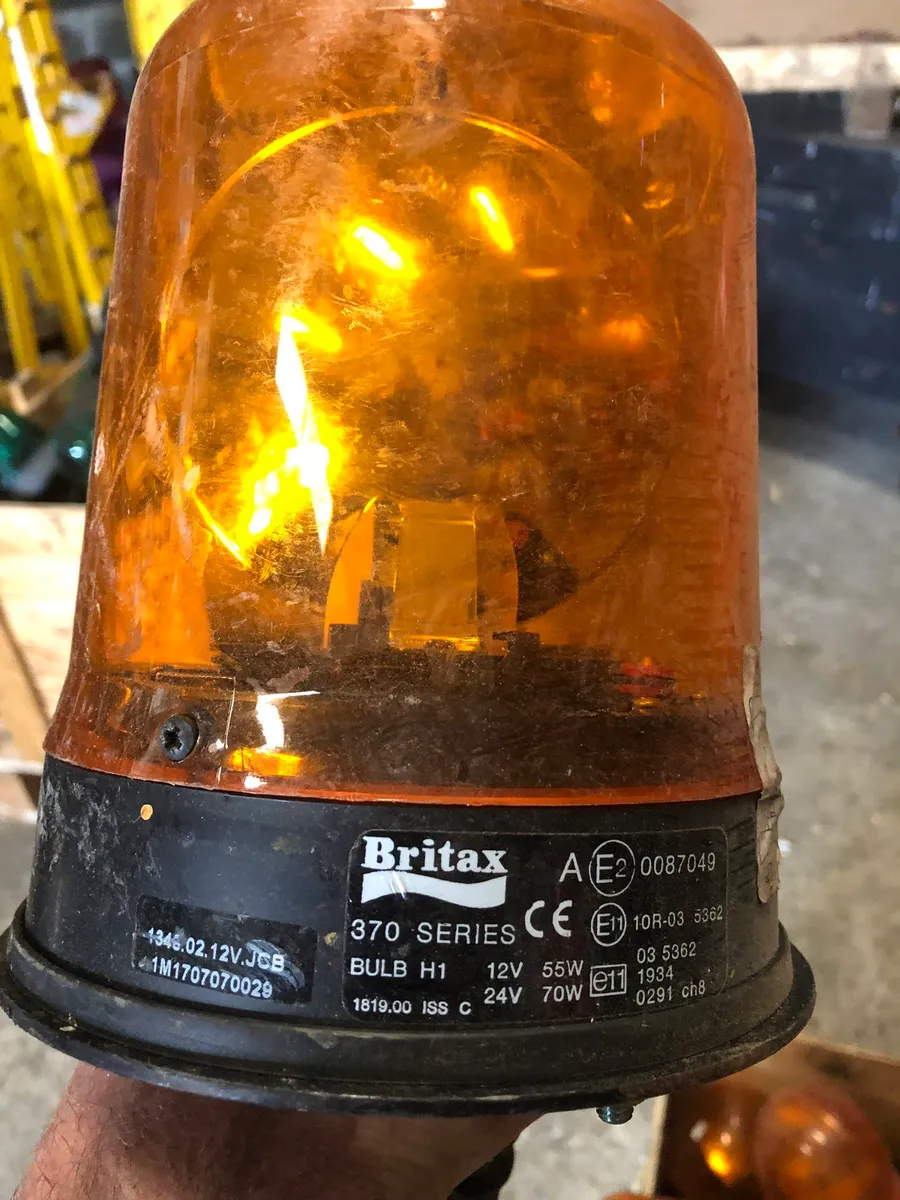 Britax
A E2 0087049
370 SERIES CE E11 10R-03 5362
BULB H1 12V 55W e11 03 5362
24V 70W 1934
1819.00 ISS C 0291 ch8
.02.12V.JCB
1M1707070029